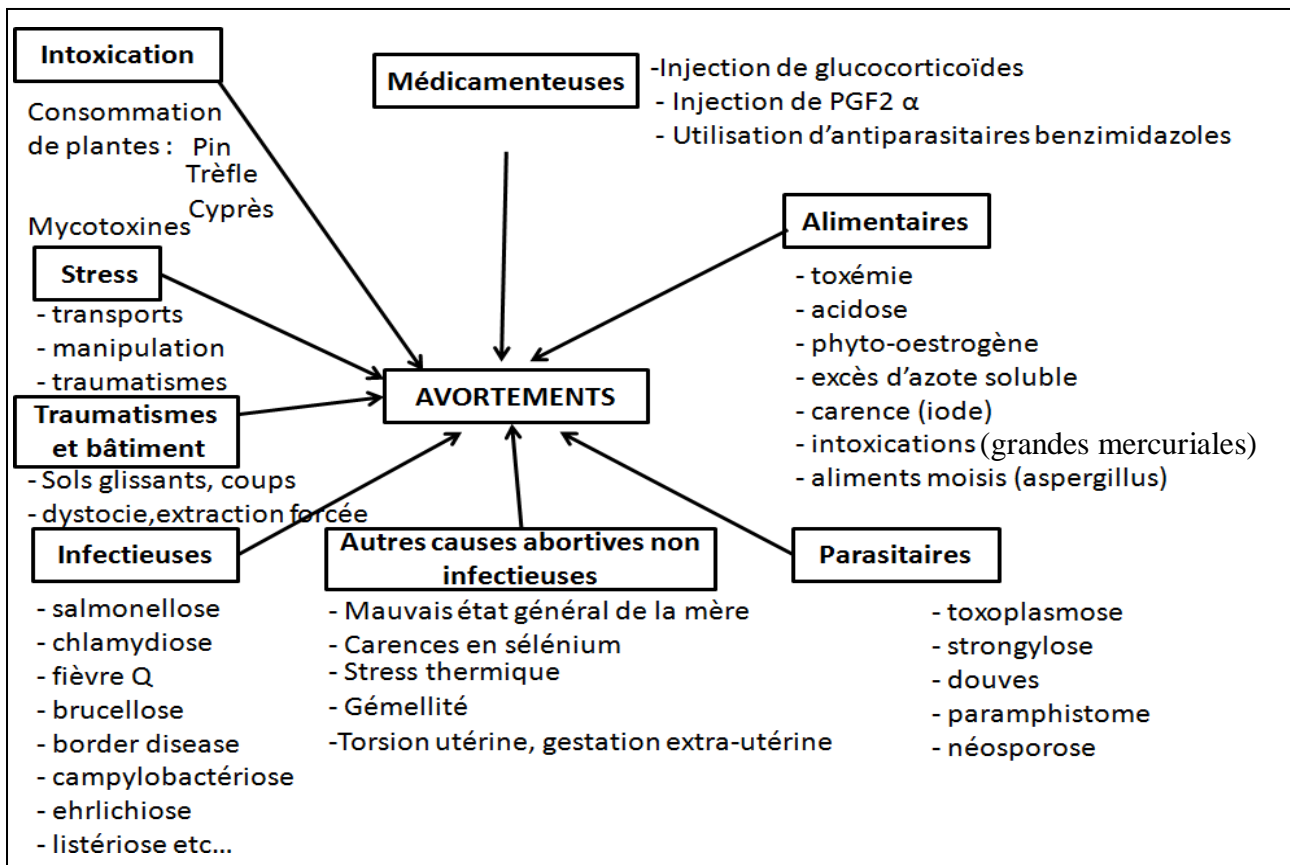 Intoxication
Consommation
de plantes : Pin
Trèfle
Cyprès
Mycotoxines
Médicamenteuses
-Injection de glucocorticoïdes
- Injection de PGF2 α
- Utilisation d’antiparasitaires benzimidazoles
Alimentaires
- toxémie
- acidose
- phyto-oestrogène
- excès d’azote soluble
- carence (iode)
- intoxications (grandes mercuriales)
- aliments moisis (aspergillus)
Stress
- transports
- manipulation
- traumatismes
AVORTEMENTS
Traumatismes
et bâtiment
- Sols glissants, coups
- dystocie,extraction forcée
Infectieuses
- salmonellose
- chlamydiose
- fièvre Q
- brucellose
- border disease
- campylobactériose
- ehrlichiose
- listériose etc...
Autres causes abortives non
infectieuses
- Mauvais état général de la mère
- Carences en sélénium
- Stress thermique
- Gémellité
-Torsion utérine, gestation extra-utérine
Parasitaires
- toxoplasmose
- strongylose
- douves
- paramphistome
- néosporose